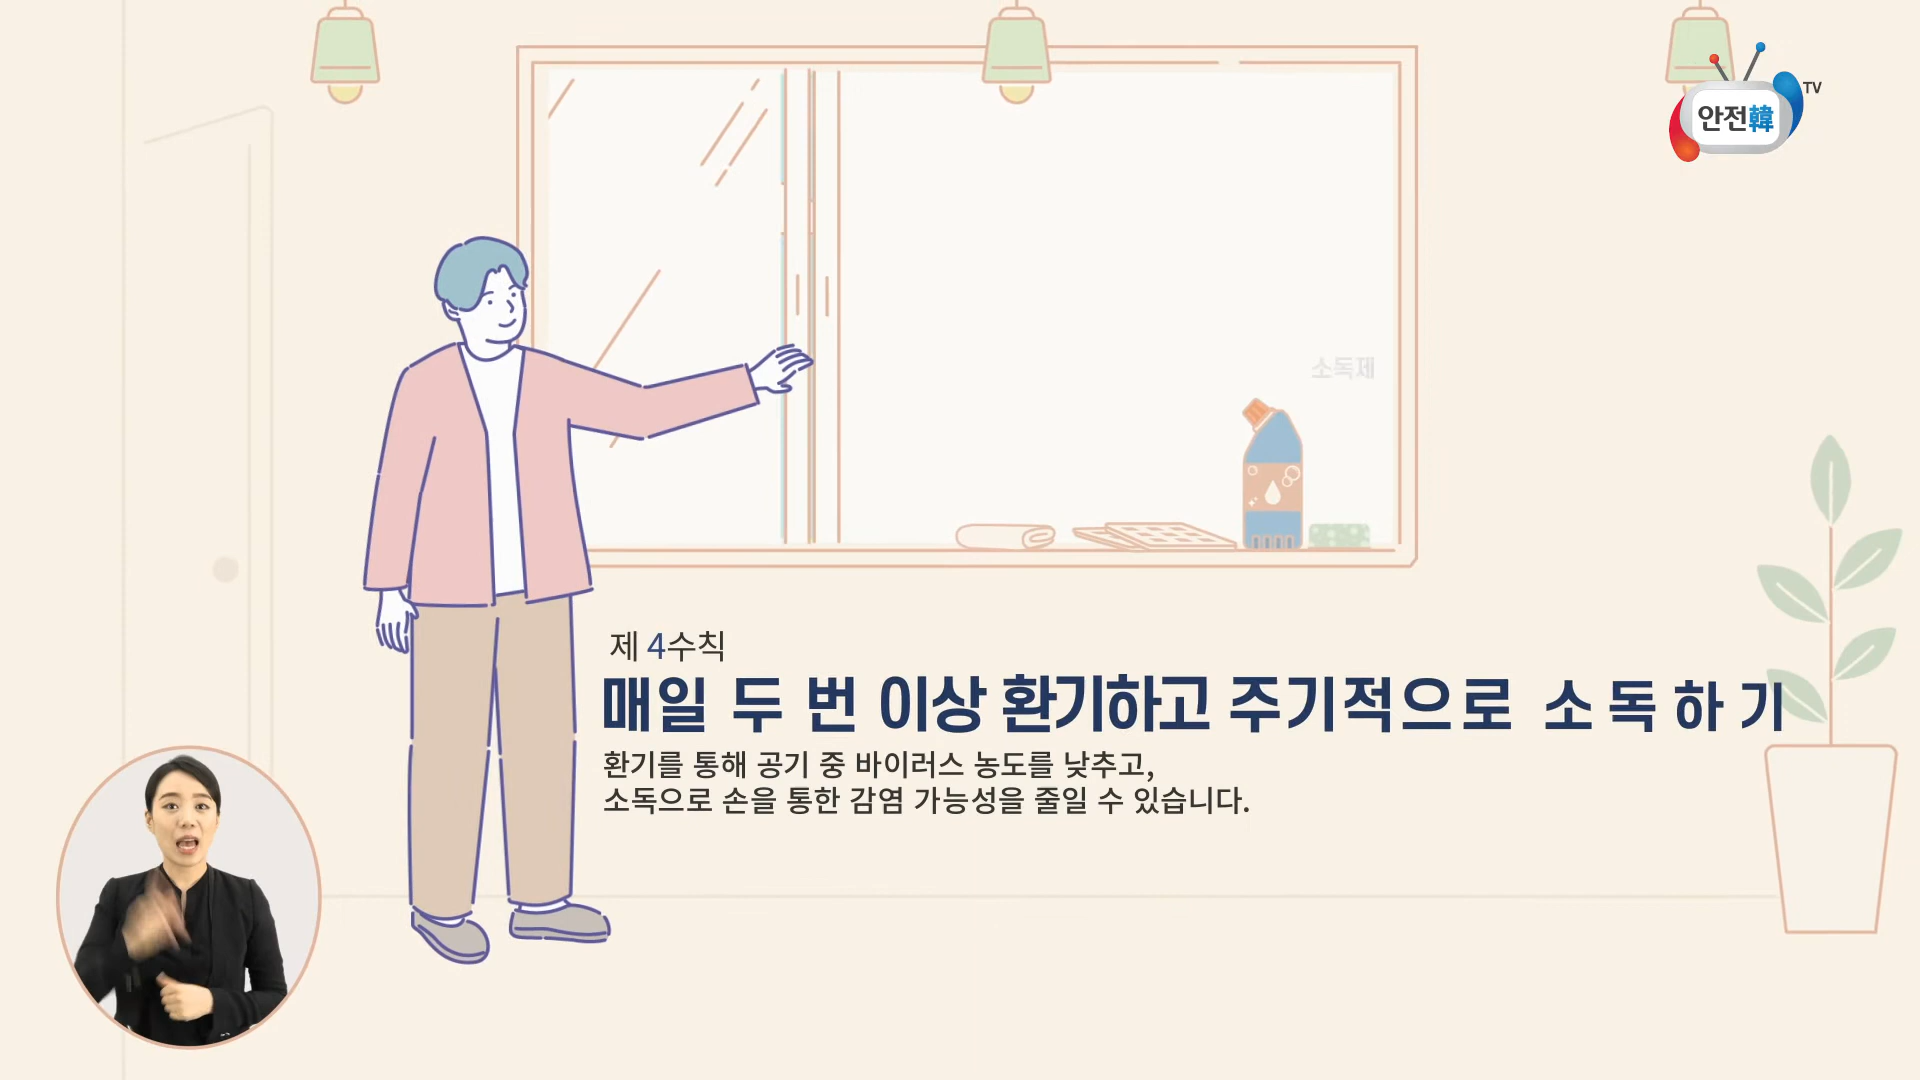 안전韓 TV
소독제
제 4수칙
매일 두 번 이상 환기하고 주기적으로 소독하기
환기를 통해 공기 중 바이러스 농도를 낮추고,
소독으로 손을 통한 감염 가능성을 줄일 수 있습니다.